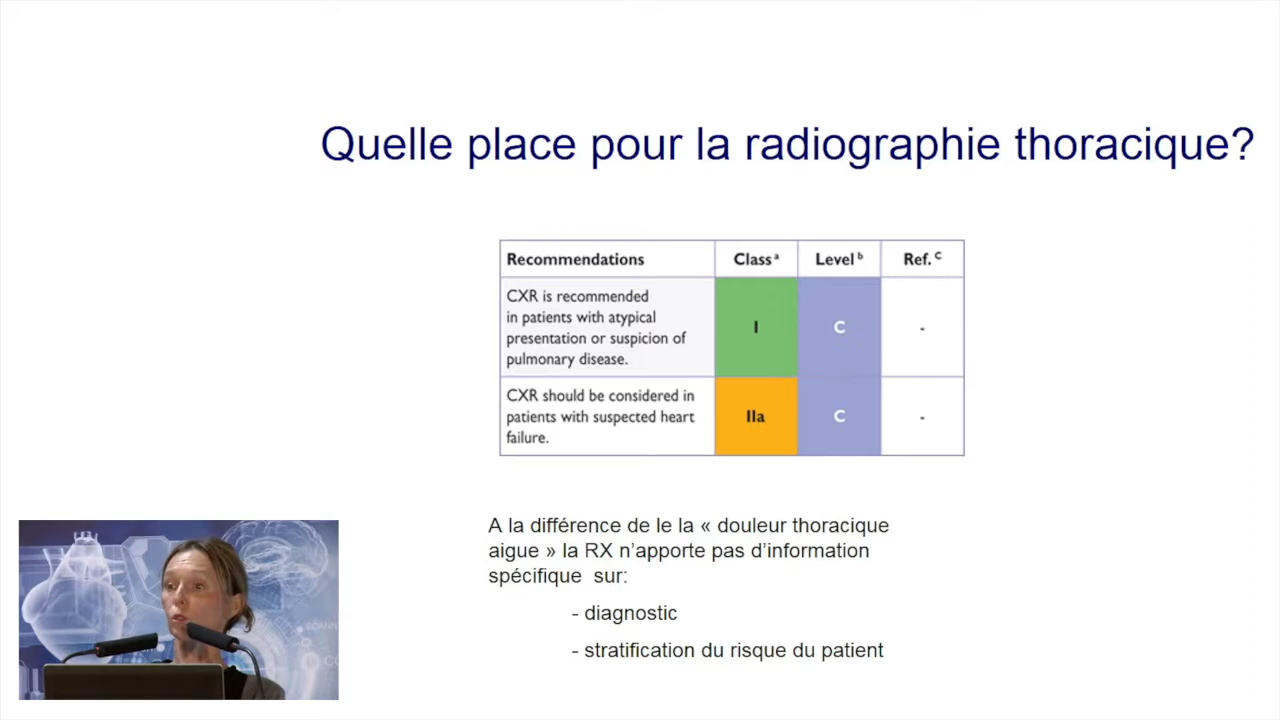 Quelle place pour la radiographie thoracique?
Recommendations Class a Level b Ref. C
CXR is recommended
in patients with atypical
presentation or suspicion of
pulmonary disease.
I C -
CXR should be considered in
patients with suspected heart
failure.
IIa C -
A la différence de le la « douleur thoracique
aigue » la RX n’apporte pas d’information
spécifique sur:
- diagnostic
- stratification du risque du patient